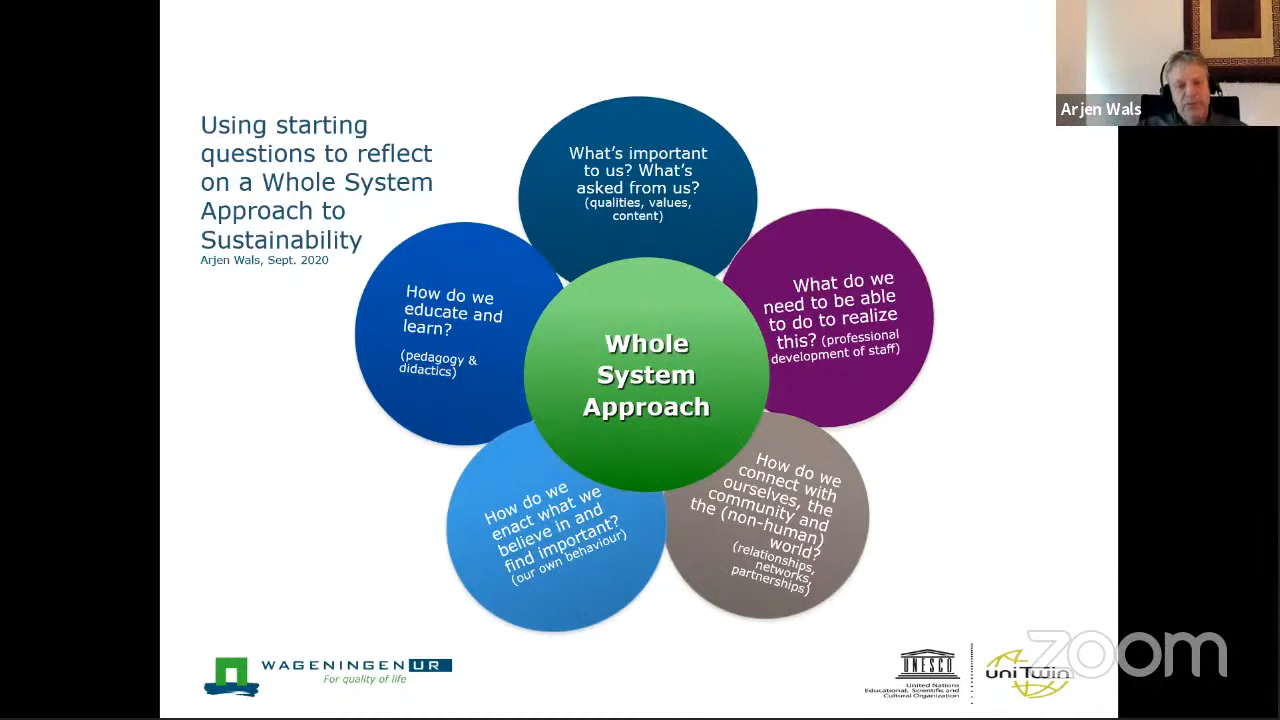 Arjen Wals
Using starting
questions to reflect
on a Whole System
Approach to
Sustainability
Arjen Wals, Sept. 2020
What's important
to us? What's
asked from us?
(qualities, values,
content)
What do we
need to be able
to do to realize
this? (professional
development of staff)
How do we
connect with
ourselves, the
community and
the (non-human)
world?
(relationships,
networks,
partnerships)
How do we
enact what we
believe in and
find important?
(our own behaviour)
How do we
educate and
learn?
(pedagogy &
didactics)
Whole
System
Approach
WAGENINGEN UR
For quality of life
UNESCO
United Nations
Educational, Scientific and
Cultural Organization
uniTwin
zoom